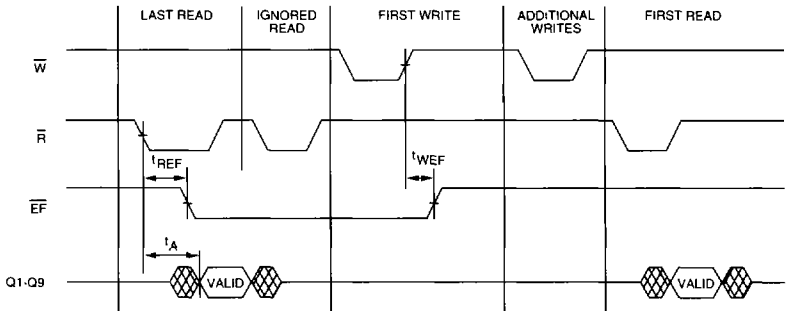 LAST READ
IGNORED
READ
FIRST WRITE
ADDITIONAL
WRITES
FIRST READ
W
R
tREF
tWEF
EF
tA
Q1-Q9
VALID
VALID